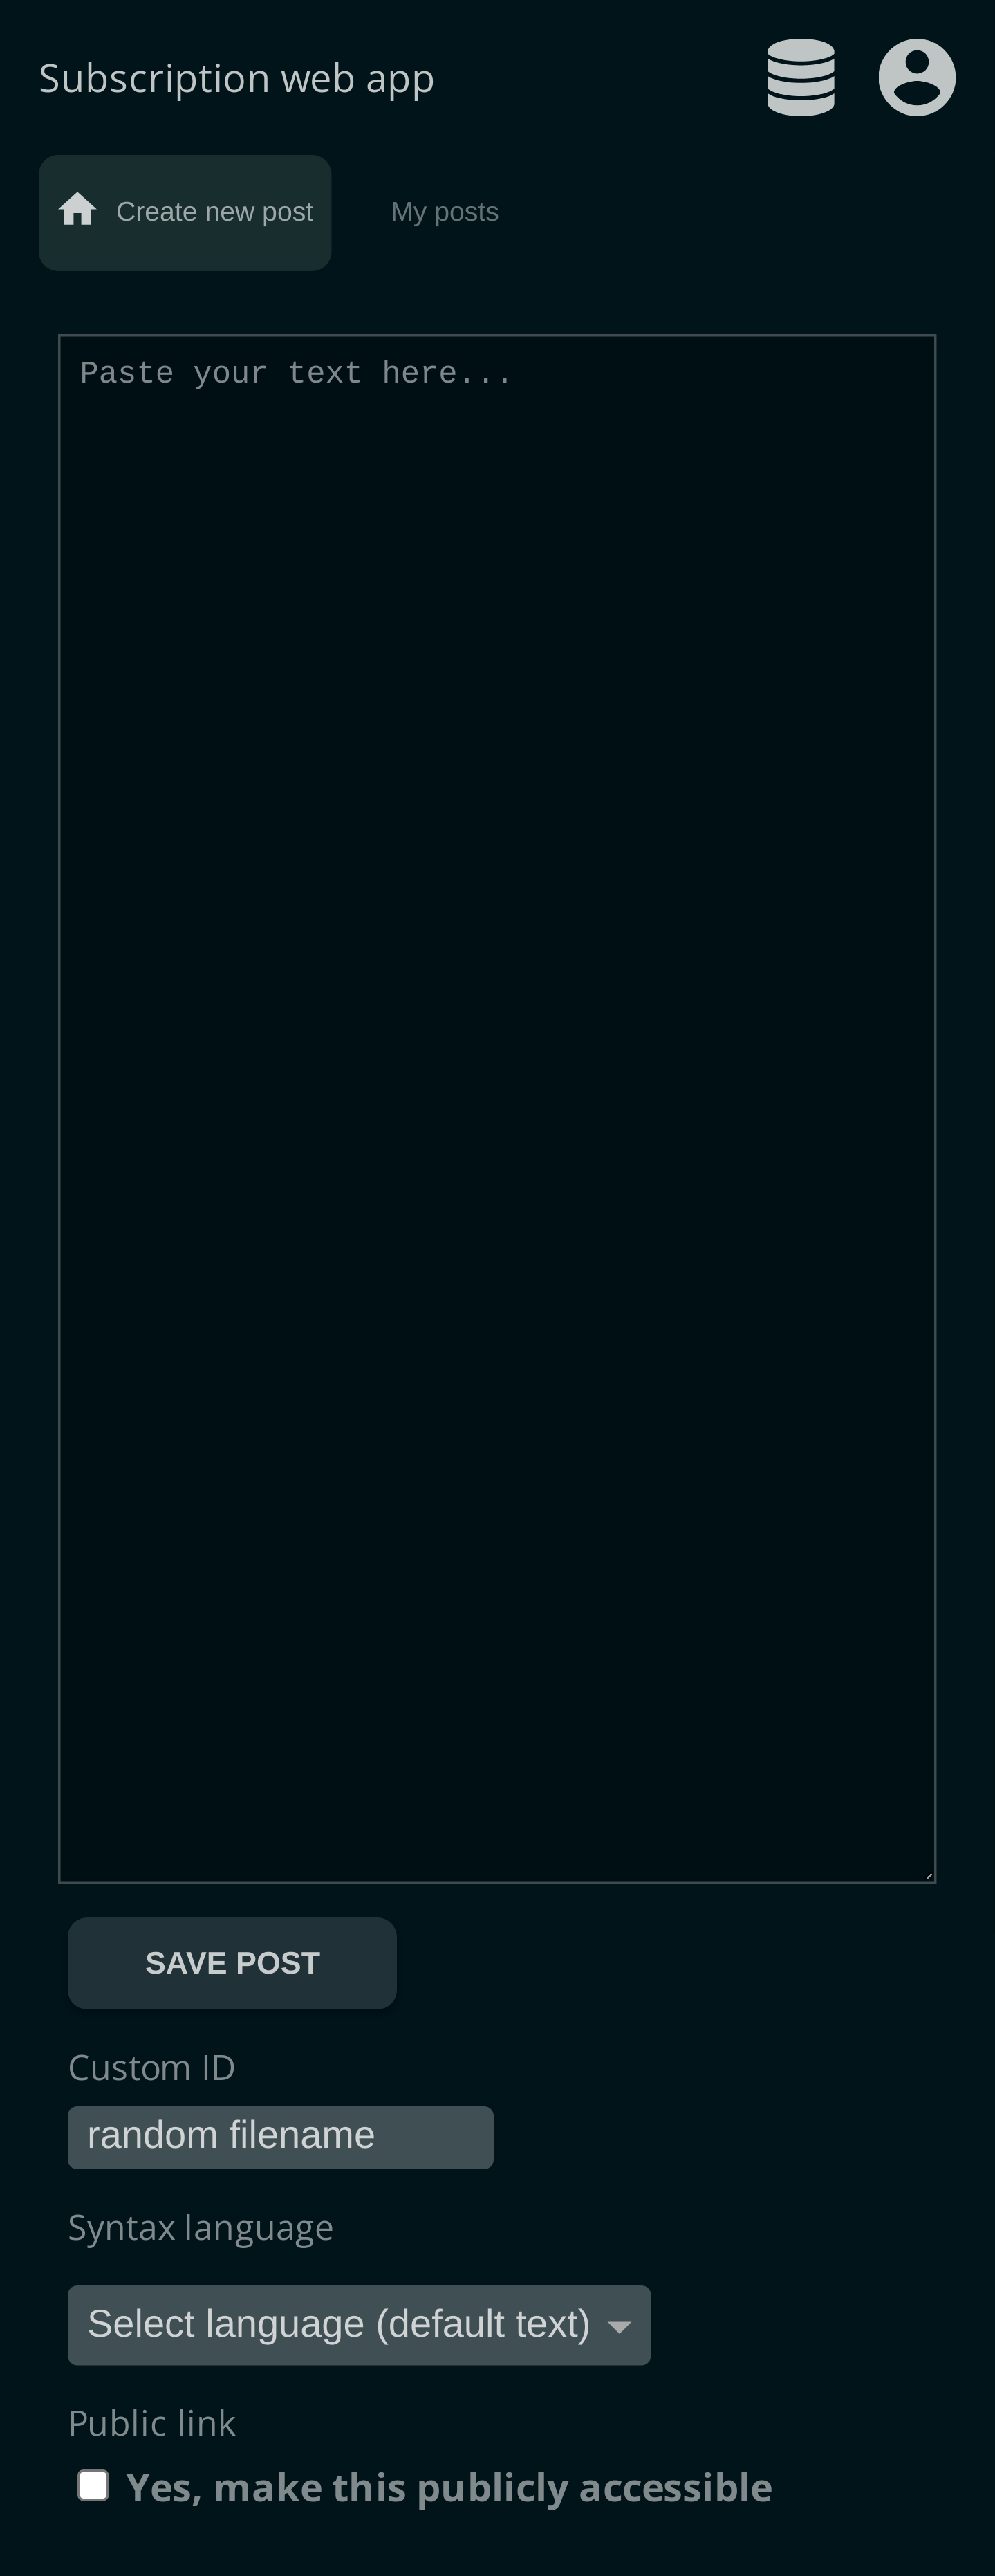 Subscription web app
Create new post
My posts
Paste your text here...
SAVE POST
Custom ID
random filename
Syntax language
Select language (default text)
Public link
Yes, make this publicly accessible